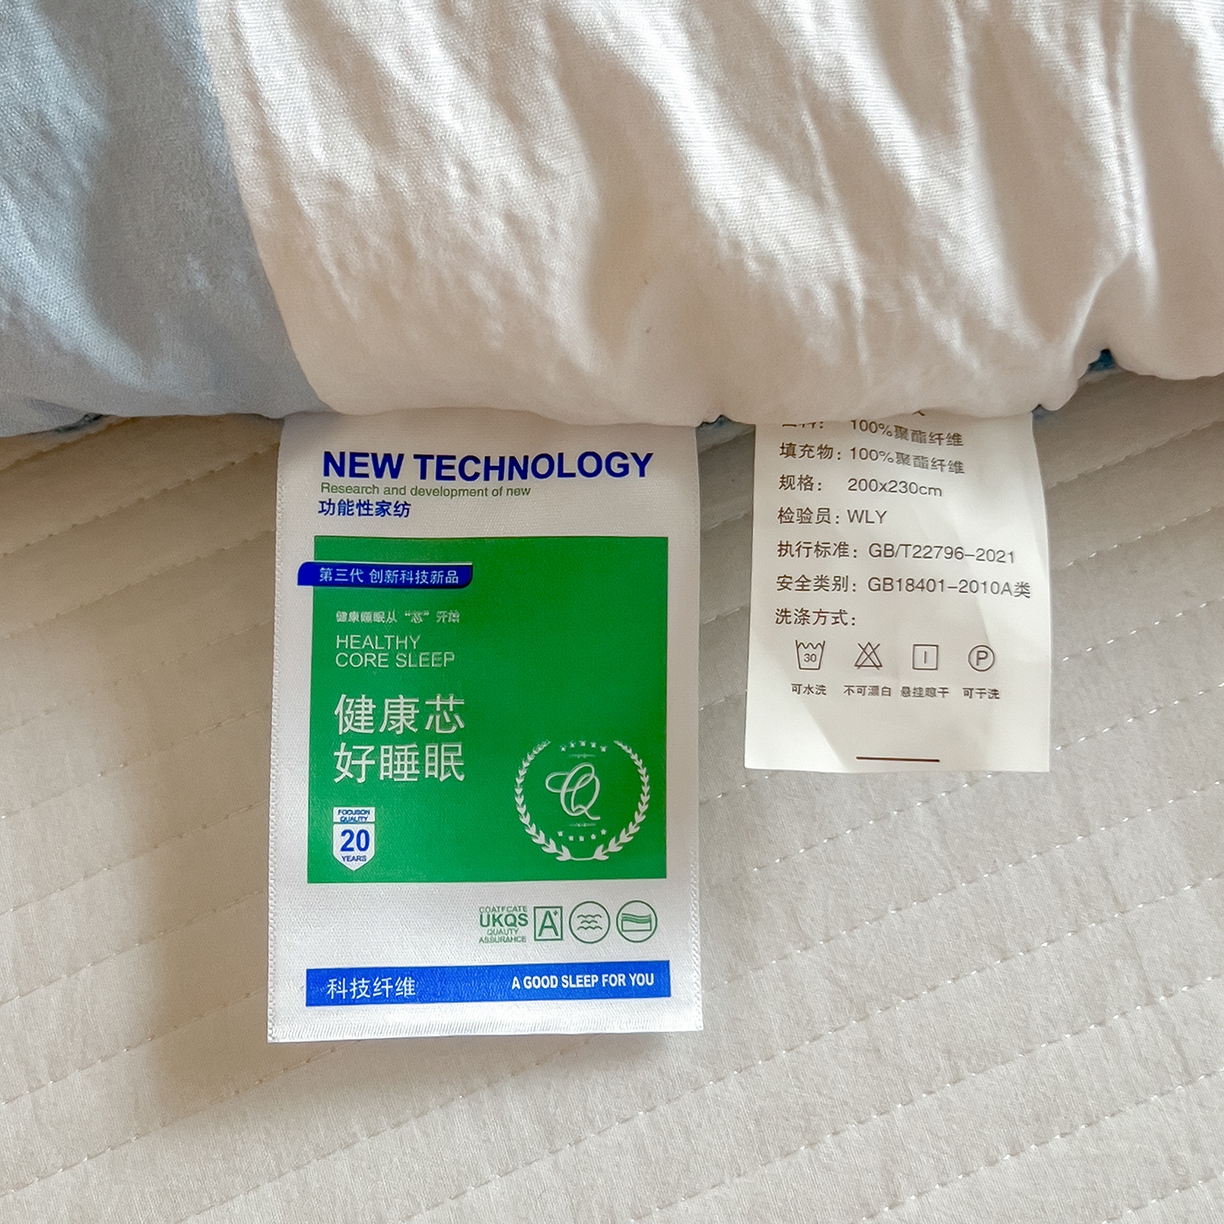 NEW TECHNOLOGY
Research and development of new
功能性家纺
第三代 创新科技新品
健康睡眠从“芯”开始
HEALTHY
CORE SLEEP
健康芯
好睡眠
FOCUSON
QUALITY
20
YEARS
Q
UKQS
QUALITY
ASSURANCE
A+
科技纤维
A GOOD SLEEP FOR YOU
100%聚酯纤维
填充物：100%聚酯纤维
规格： 200x230cm
检验员：WLY
执行标准：GB/T22796-2021
安全类别：GB18401-2010A类
洗涤方式：
30
P
可水洗 不可漂白 悬挂晾干 可干洗